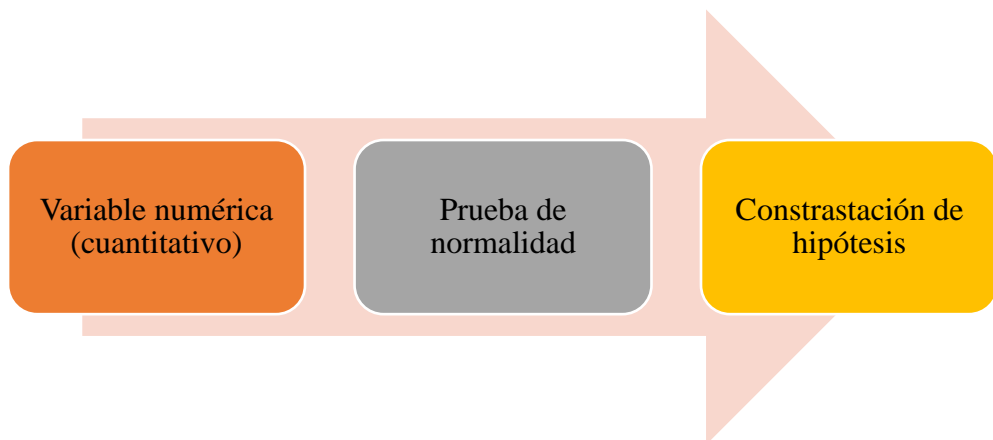 Variable numérica
(cuantitativo)
Prueba de
normalidad
Constrastación de
hipótesis